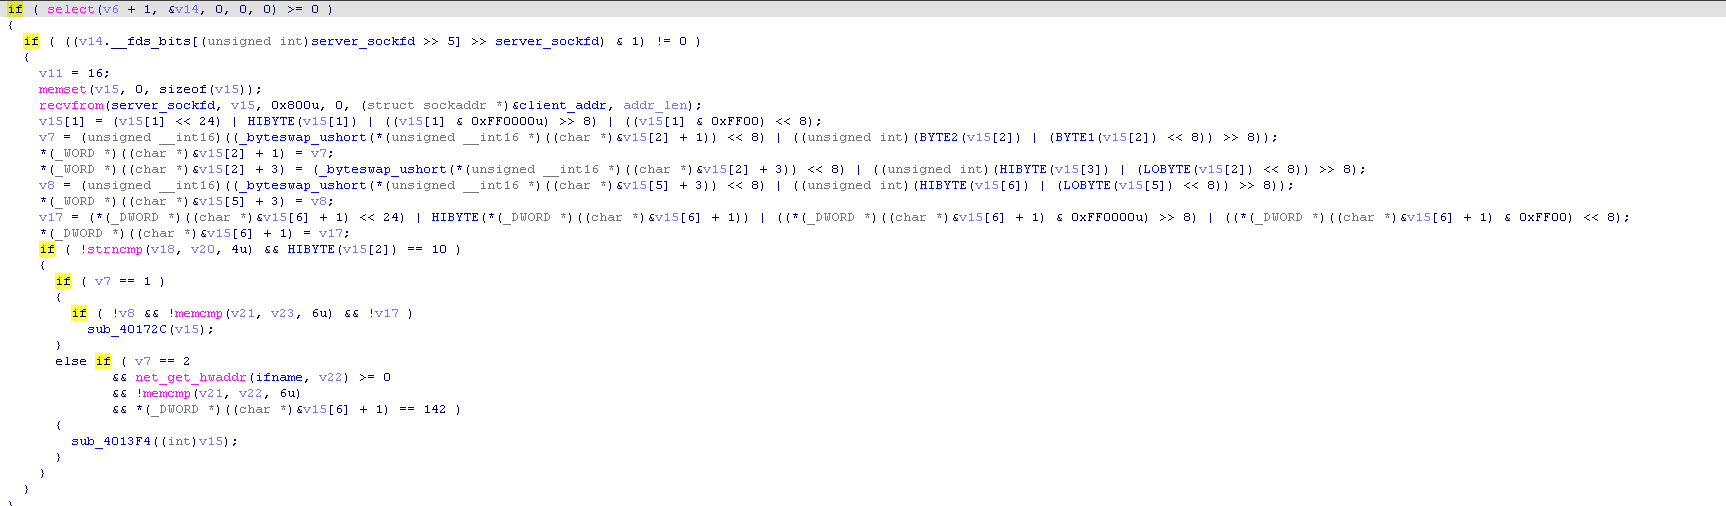 if ( select(v6 + 1, &v14, 0, 0, 0) >= 0 )
{
  if ( ((v14.__fds_bits[(unsigned int)server_sockfd >> 5] >> server_sockfd) & 1) != 0 )
  {
    v11 = 16;
    memset(v15, 0, sizeof(v15));
    recvfrom(server_sockfd, v15, 0x800u, 0, (struct sockaddr *)&client_addr, addr_len);
    v15[1] = (v15[1] << 24) | HIBYTE(v15[1]) | ((v15[1] & 0xFF0000u) >> 8) | ((v15[1] & 0xFF00) << 8);
    v7 = (unsigned __int16)((_byteswap_ushort(*(unsigned __int16 *)((char *)&v15[2] + 1)) << 8) | ((unsigned int)(BYTE2(v15[2]) | (BYTE1(v15[2]) << 8)) >> 8));
    *(_WORD *)((char *)&v15[2] + 1) = v7;
    *(_WORD *)((char *)&v15[2] + 3) = (_byteswap_ushort(*(unsigned __int16 *)((char *)&v15[2] + 3)) << 8) | ((unsigned int)(HIBYTE(v15[3]) | (LOBYTE(v15[2]) << 8)) >> 8);
    v8 = (unsigned __int16)((_byteswap_ushort(*(unsigned __int16 *)((char *)&v15[5] + 3)) << 8) | ((unsigned int)(HIBYTE(v15[6]) | (LOBYTE(v15[5]) << 8)) >> 8));
    *(_WORD *)((char *)&v15[5] + 3) = v8;
    v17 = (*(_DWORD *)((char *)&v15[6] + 1) << 24) | HIBYTE(*(_DWORD *)((char *)&v15[6] + 1)) | ((*(_DWORD *)((char *)&v15[6] + 1) & 0xFF0000u) >> 8) | ((*(_DWORD *)((char *)&v15[6] + 1) & 0xFF00) << 8);
    *(_DWORD *)((char *)&v15[6] + 1) = v17;
    if ( !strncmp(v18, v20, 4u) && HIBYTE(v15[2]) == 10 )
    {
      if ( v7 == 1 )
      {
        if ( !v8 && !memcmp(v21, v23, 6u) && !v17 )
          sub_40172C(v15);
      }
      else if ( v7 == 2
             && net_get_hwaddr(ifname, v22) >= 0
             && !memcmp(v21, v22, 6u)
             && *(_DWORD *)((char *)&v15[6] + 1) == 142 )
      {
        sub_4013F4((int)v15);
      }
    }
  }
}